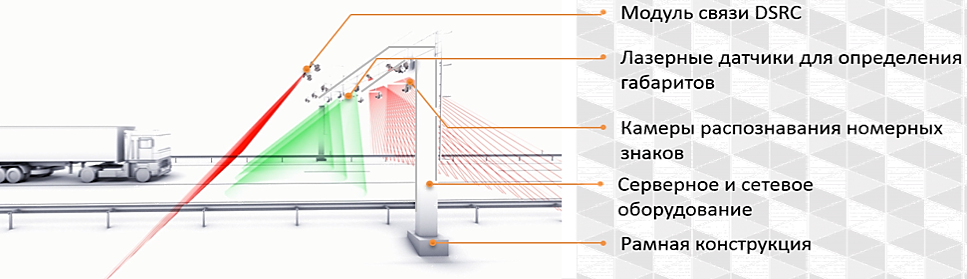 Модуль связи DSRC
Лазерные датчики для определения
габаритов
Камеры распознавания номерных
знаков
Серверное и сетевое
оборудование
Рамная конструкция